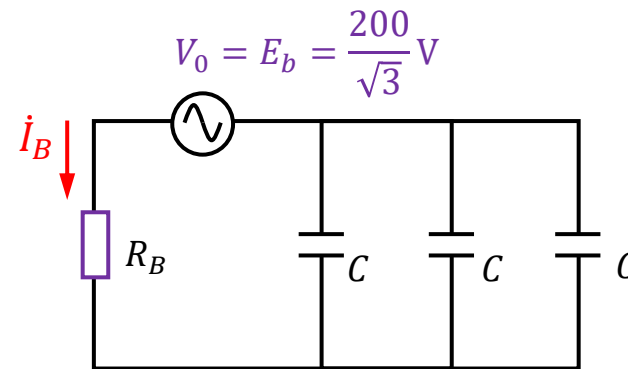 V₀ = E_b = 200/√3 V
İ_B
R_B
C
C